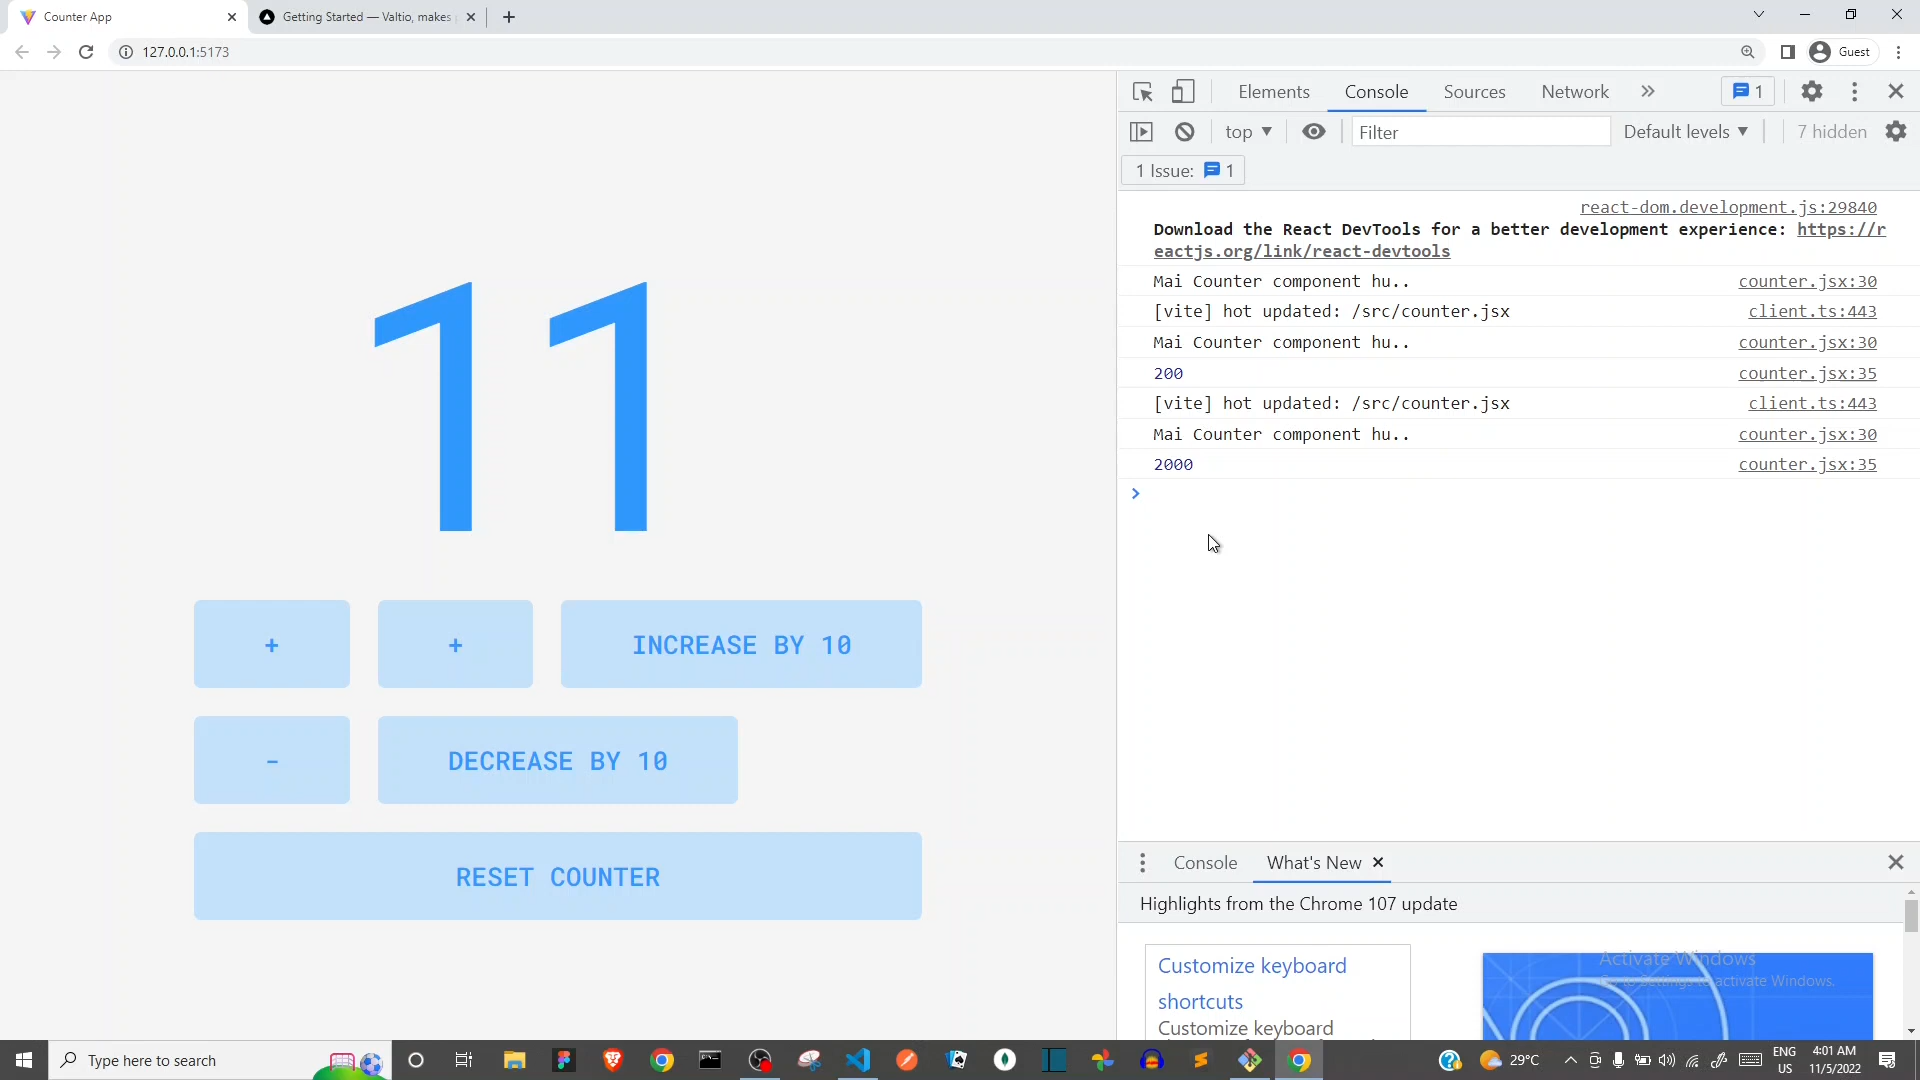 Counter App
Getting Started — Valtio, makes
127.0.0.1:5173
Guest
Elements
Console
Sources
Network
1
top
Filter
Default levels
7 hidden
1 Issue:
1
react-dom.development.js:29840
Download the React DevTools for a better development experience: https://r
eactjs.org/link/react-devtools
Mai Counter component hu..
counter.jsx:30
[vite] hot updated: /src/counter.jsx
client.ts:443
Mai Counter component hu..
counter.jsx:30
200
counter.jsx:35
[vite] hot updated: /src/counter.jsx
client.ts:443
Mai Counter component hu..
counter.jsx:30
2000
counter.jsx:35
11
+
+
INCREASE BY 10
-
DECREASE BY 10
RESET COUNTER
Console
What's New
Highlights from the Chrome 107 update
Customize keyboard
shortcuts
Customize keyboard
Activate Windows
Go to Settings to activate Windows.
Type here to search
29°C
ENG
US
4:01 AM
11/5/2022